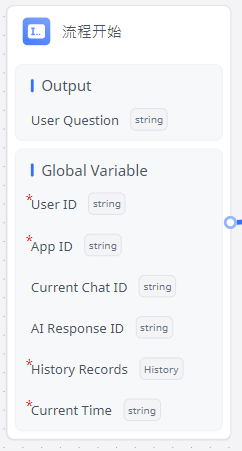 I..
流程开始
Output
User Question string
Global Variable
*User ID string
*App ID string
Current Chat ID string
AI Response ID string
*History Records History
*Current Time string